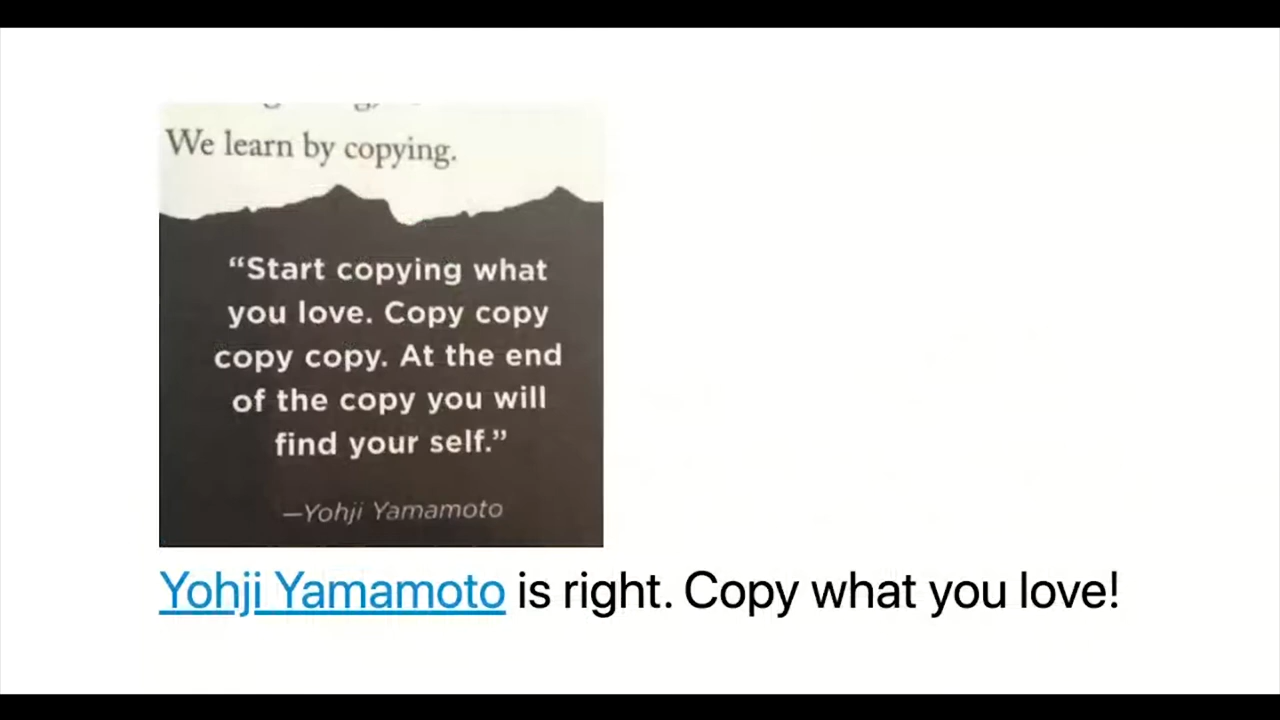 We learn by copying.
“Start copying what
you love. Copy copy
copy copy. At the end
of the copy you will
find your self.”
—Yohji Yamamoto
Yohji Yamamoto is right. Copy what you love!